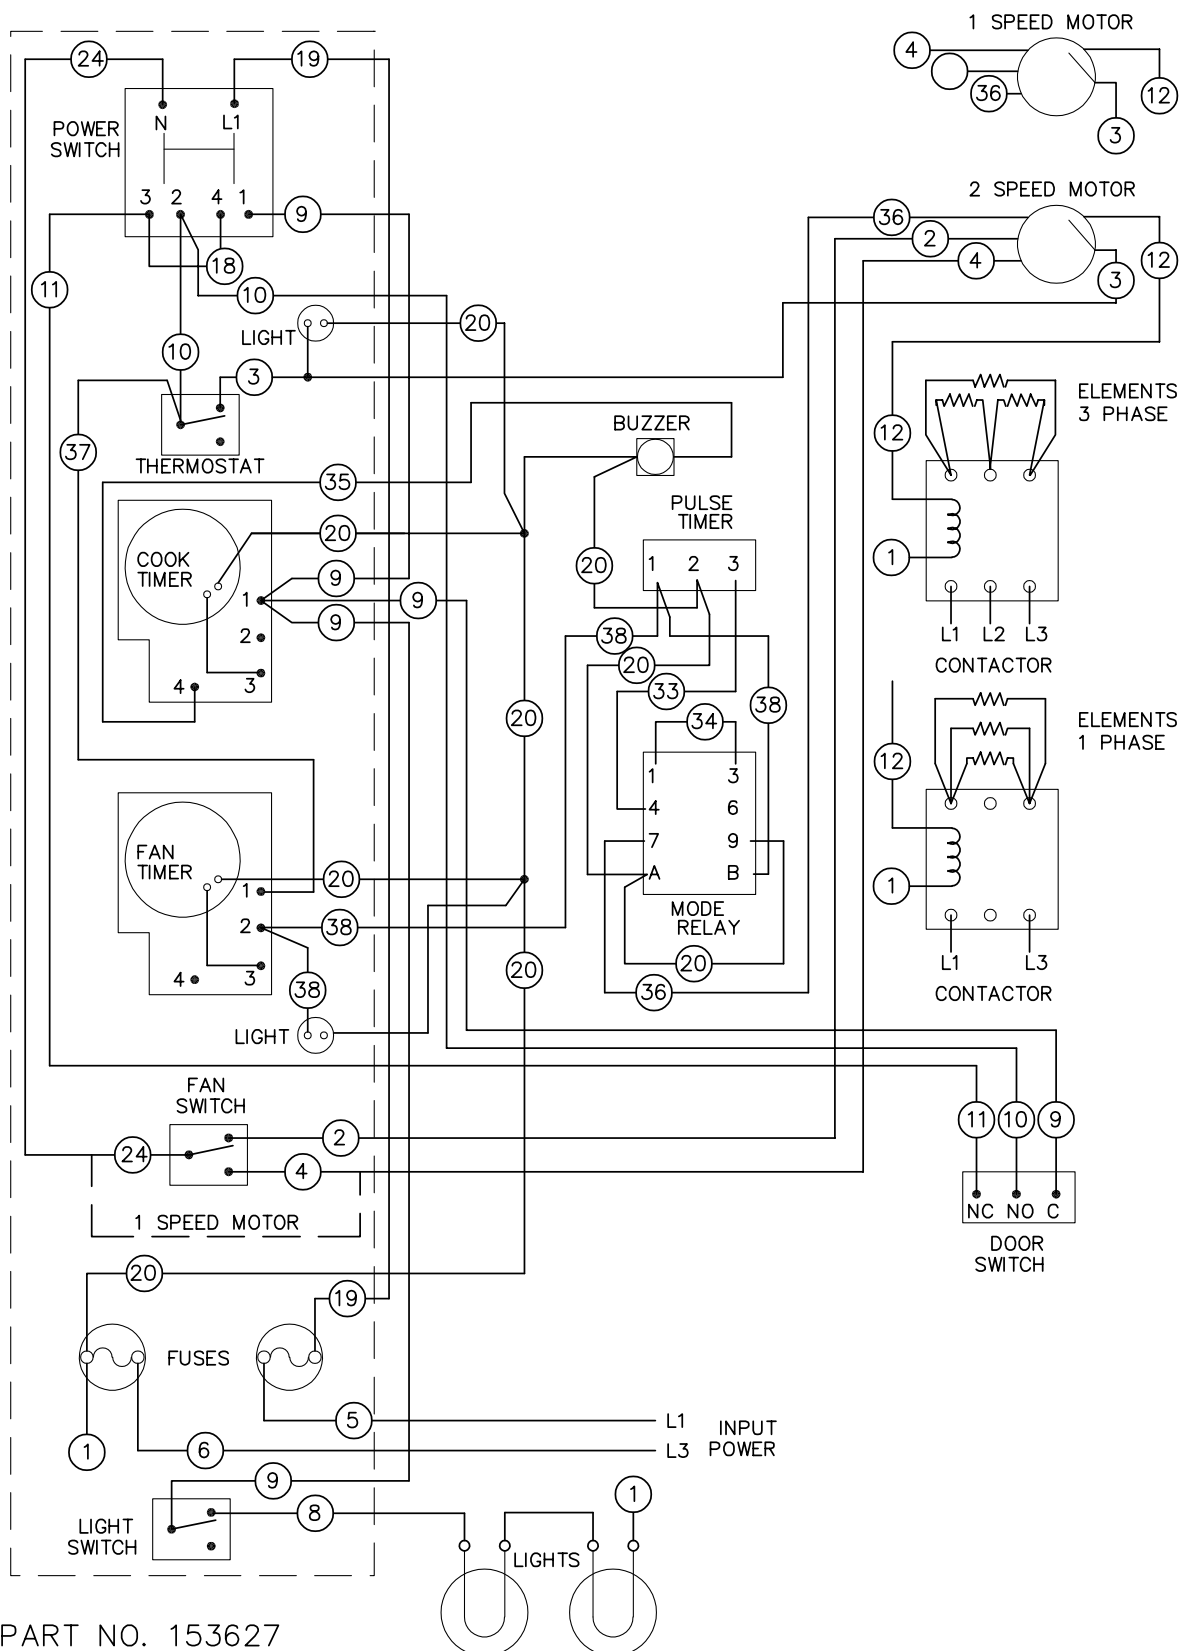 1 SPEED MOTOR
4
36
12
3
24
19
N L1
POWER
SWITCH
3 2 4 1
9
18
11
10
10
2 SPEED MOTOR
36
2
4
12
3
LIGHT
20
3
37
THERMOSTAT
35
BUZZER
ELEMENTS
3 PHASE
12
1
L1 L2 L3
CONTACTOR
PULSE
TIMER
1 2 3
20
COOK
TIMER
20
9
9
9
1
2
3
4
38
20
33
38
34
20
1 3
4 6
7 9
A B
MODE
RELAY
20
36
ELEMENTS
1 PHASE
12
1
L1 L3
CONTACTOR
FAN
TIMER
20
1
2
3
4
38
38
20
LIGHT
FAN
SWITCH
24
2
4
1 SPEED MOTOR
11 10 9
NC NO C
DOOR
SWITCH
20
19
FUSES
1
5
6
L1
L3
INPUT
POWER
9
8
LIGHT
SWITCH
1
LIGHTS
PART NO. 153627